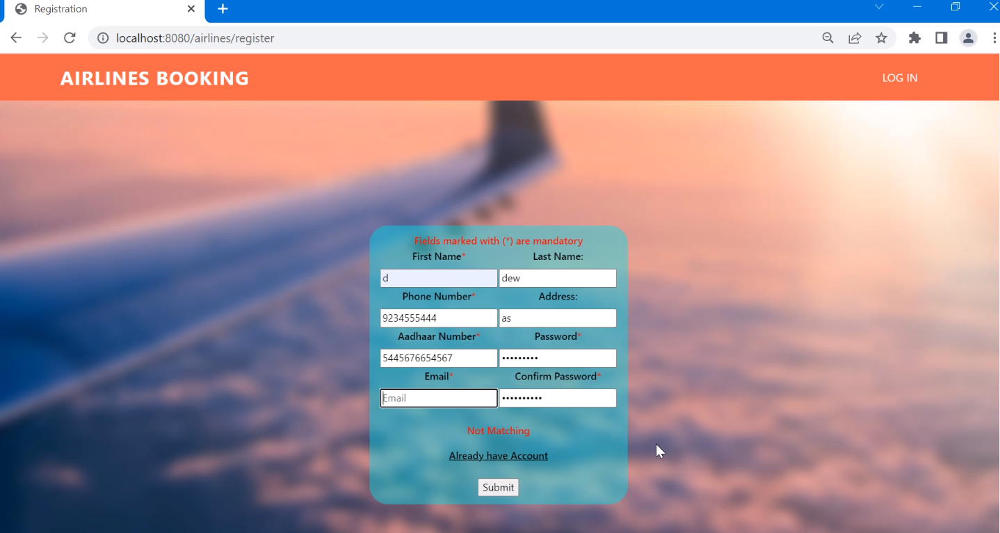 Registration
localhost:8080/airlines/register
AIRLINES BOOKING
LOG IN
Fields marked with (*) are mandatory
First Name* Last Name:
d dew
Phone Number* Address:
9234555444 as
Aadhaar Number* Password*
5445676654567 •••••••••
Email* Confirm Password*
Email ••••••••••
Not Matching
Already have Account
Submit